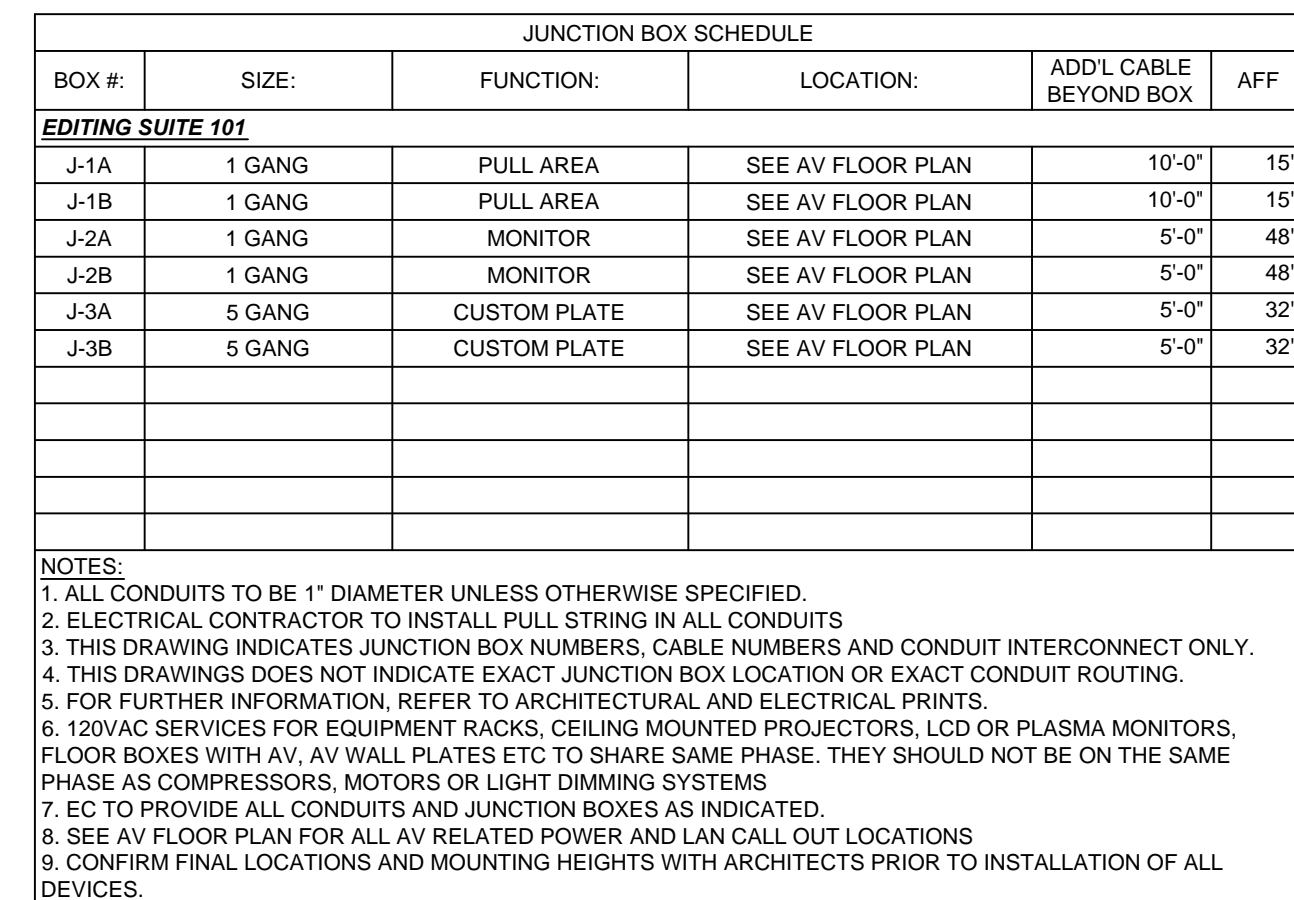 JUNCTION BOX SCHEDULE
BOX #: SIZE: FUNCTION: LOCATION: ADD'L CABLE BEYOND BOX AFF
EDITING SUITE 101
J-1A 1 GANG PULL AREA SEE AV FLOOR PLAN 10'-0" 15'
J-1B 1 GANG PULL AREA SEE AV FLOOR PLAN 10'-0" 15'
J-2A 1 GANG MONITOR SEE AV FLOOR PLAN 5'-0" 48'
J-2B 1 GANG MONITOR SEE AV FLOOR PLAN 5'-0" 48'
J-3A 5 GANG CUSTOM PLATE SEE AV FLOOR PLAN 5'-0" 32'
J-3B 5 GANG CUSTOM PLATE SEE AV FLOOR PLAN 5'-0" 32'
NOTES:
1. ALL CONDUITS TO BE 1" DIAMETER UNLESS OTHERWISE SPECIFIED.
2. ELECTRICAL CONTRACTOR TO INSTALL PULL STRING IN ALL CONDUITS
3. THIS DRAWING INDICATES JUNCTION BOX NUMBERS, CABLE NUMBERS AND CONDUIT INTERCONNECT ONLY.
4. THIS DRAWINGS DOES NOT INDICATE EXACT JUNCTION BOX LOCATION OR EXACT CONDUIT ROUTING.
5. FOR FURTHER INFORMATION, REFER TO ARCHITECTURAL AND ELECTRICAL PRINTS.
6. 120VAC SERVICES FOR EQUIPMENT RACKS, CEILING MOUNTED PROJECTORS, LCD OR PLASMA MONITORS,
FLOOR BOXES WITH AV, AV WALL PLATES ETC TO SHARE SAME PHASE. THEY SHOULD NOT BE ON THE SAME
PHASE AS COMPRESSORS, MOTORS OR LIGHT DIMMING SYSTEMS
7. EC TO PROVIDE ALL CONDUITS AND JUNCTION BOXES AS INDICATED.
8. SEE AV FLOOR PLAN FOR ALL AV RELATED POWER AND LAN CALL OUT LOCATIONS
9. CONFIRM FINAL LOCATIONS AND MOUNTING HEIGHTS WITH ARCHITECTS PRIOR TO INSTALLATION OF ALL
DEVICES.